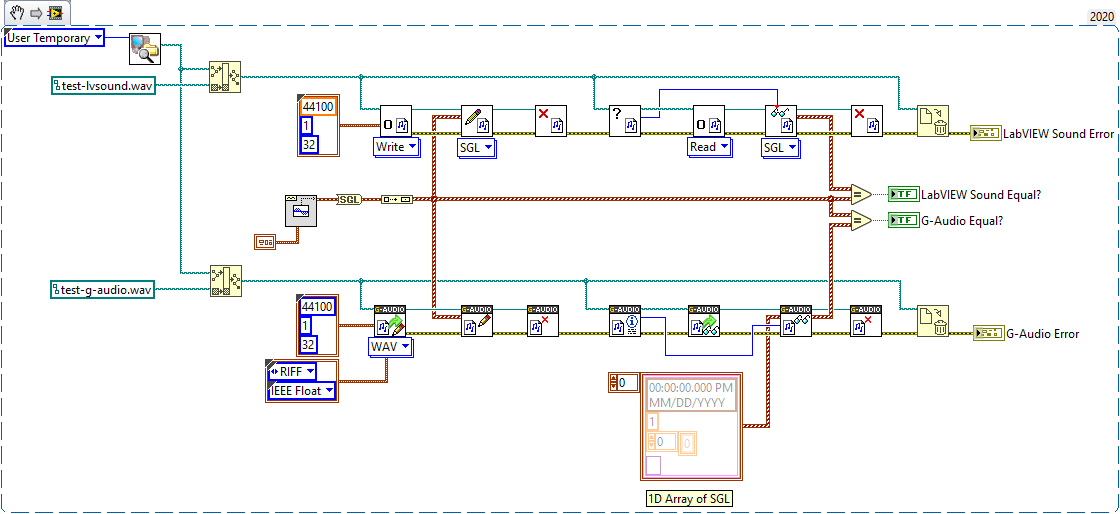 2020
User Temporary
test-lvsound.wav
44100
1
32
Write
SGL
?
Read
SGL
LabVIEW Sound Error
SGL
=
TF
LabVIEW Sound Equal?
=
TF
G-Audio Equal?
test-g-audio.wav
44100
1
32
G-AUDIO
G-AUDIO
G-AUDIO
G-AUDIO
G-AUDIO
G-AUDIO
G-AUDIO
WAV
G-Audio Error
RIFF
IEEE Float
0
00:00:00.000 PM
MM/DD/YYYY
1
0
0
1D Array of SGL